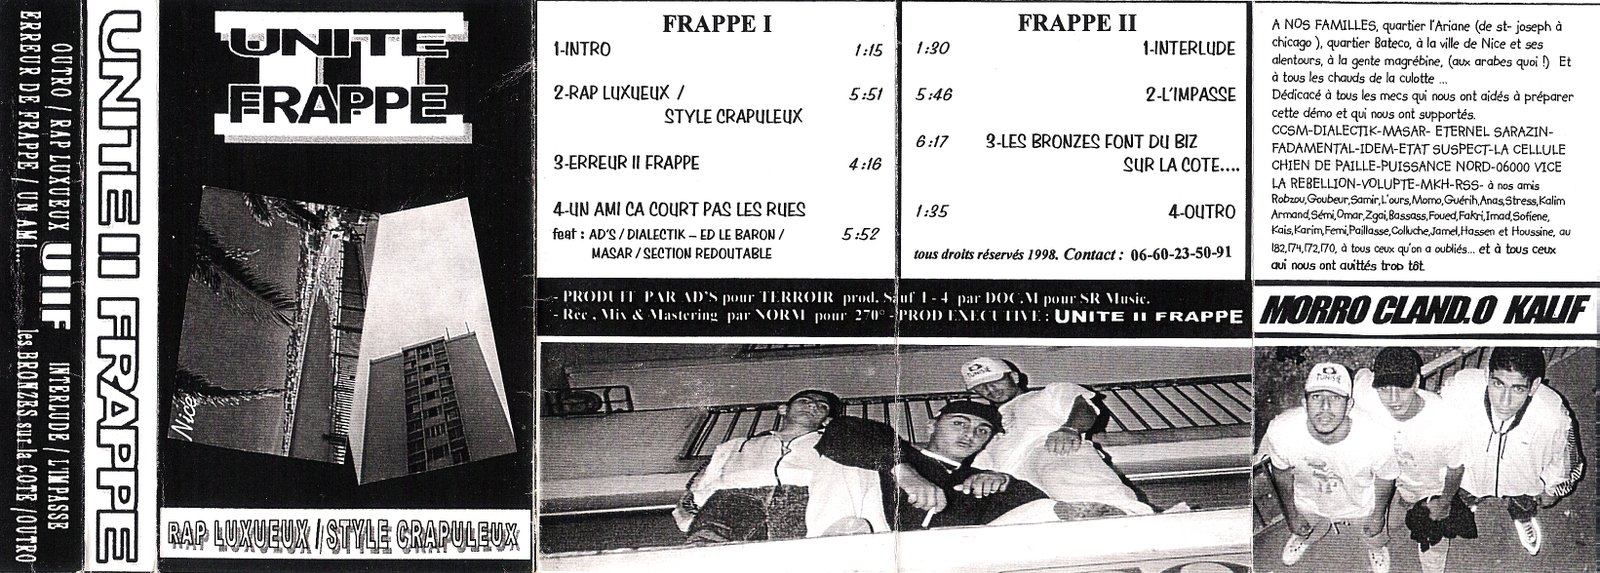 OUTRO / RAP LUXUEUX UIIF INTERLUDE / L'IMPASSE
ERREUR DE FRAPPE / UN AMI... les BRONZES sur la COTE /OUTRO
UNITE II FRAPPE
UNITE
II
FRAPPE
Nice
RAP LUXUEUX / STYLE CRAPULEUX
FRAPPE I
1-INTRO 1:15
2-RAP LUXUEUX / 5:51
STYLE CRAPULEUX
3-ERREUR II FRAPPE 4:16
4-UN AMI CA COURT PAS LES RUES
feat : AD'S / DIALECTIK – ED LE BARON / 5:52
MASAR / SECTION REDOUTABLE
FRAPPE II
1:30 1-INTERLUDE
5:46 2-L'IMPASSE
6:17 3-LES BRONZES FONT DU BIZ
SUR LA COTE....
1:35 4-OUTRO
tous droits réservés 1998. Contact : 06-60-23-50-91
- PRODUIT PAR AD'S pour TERROIR prod. Sauf 1 - 4 par DOC.M pour SR Music.
- Réc , Mix & Mastering par NORM pour 270° - PROD EXECUTIVE : UNITE II FRAPPE
A NOS FAMILLES, quartier l'Ariane (de st- joseph à
chicago ), quartier Bateco, à la ville de Nice et ses
alentours, à la gente magrébine, (aux arabes quoi !) Et
à tous les chauds de la culotte ...
Dédicacé à tous les mecs qui nous ont aidés à préparer
cette démo et qui nous ont supportés.
CCSM-DIALECTIK-MASAR- ETERNEL SARAZIN-
FADAMENTAL-IDEM-ETAT SUSPECT-LA CELLULE
CHIEN DE PAILLE-PUISSANCE NORD-06000 VICE
LA REBELLION-VOLUPTE-MKH-RSS- à nos amis
Robzou,Goubeur,Samir,L'ours,Momo,Guérih,Anas,Stress,Kalim
Armand,Sémi,Omar,Zgai,Bassass,Foued,Fakri,Imad,Sofiene,
Kais,Karim,Femi,Paillasse,Colluche,Jamel,Hassen et Houssine, au
182,174,172,170, à tous ceux qu'on a oubliés... et à tous ceux
qui nous ont quittés trop tôt.
MORRO CLAND.O KALIF
TUNISIE
TUNISIE